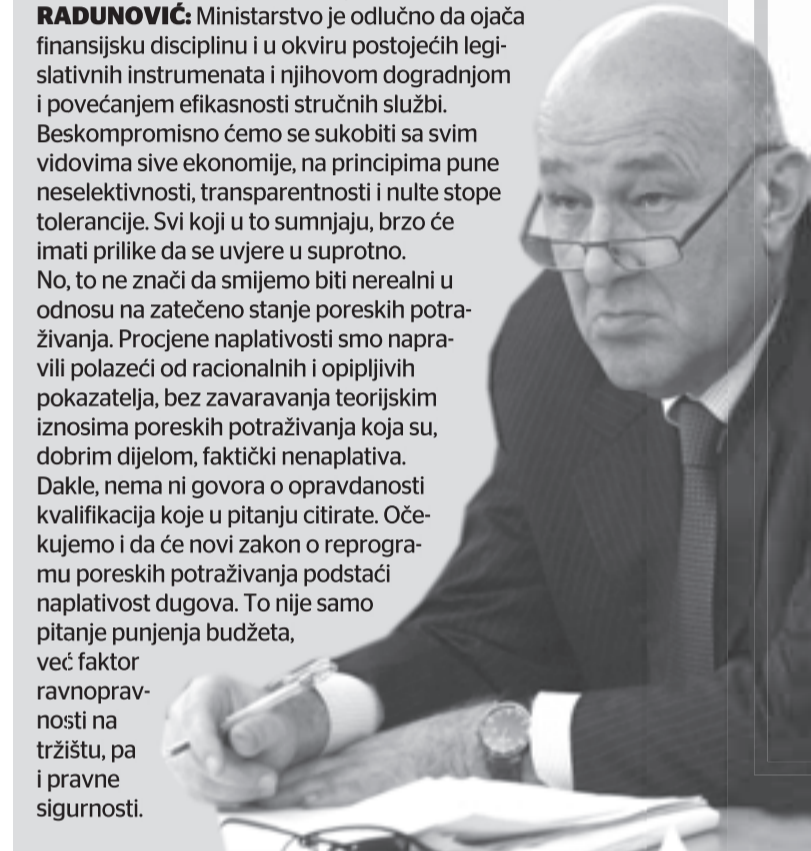 RADUNOVIĆ: Ministarstvo je odlučno da ojača
finansijsku disciplinu i u okviru postojećih legi-
slativnih instrumenata i njihovom dogradnjom
i povećanjem efikasnosti stručnih službi.
Beskompromisno ćemo se sukobiti sa svim
vidovima sive ekonomije, na principima pune
neselektivnosti, transparentnosti i nulte stope
tolerancije. Svi koji u to sumnjaju, brzo će
imati prilike da se uvjere u suprotno.
No, to ne znači da smijemo biti nerealni u
odnosu na zatečeno stanje poreskih potra-
živanja. Procjene naplativosti smo napra-
vili polazeći od racionalnih i opipljivih
pokazatelja, bez zavaravanja teorijskim
iznosima poreskih potraživanja koja su,
dobrim dijelom, faktički nenaplativa.
Dakle, nema ni govora o opravdanosti
kvalifikacija koje u pitanju citirate. Oče-
kujemo i da će novi zakon o reprogra-
mu poreskih potraživanja podstaći
naplativost dugova. To nije samo
pitanje punjenja budžeta,
već faktor
ravnoprav-
nosti na
tržištu, pa
i pravne
sigurnosti.